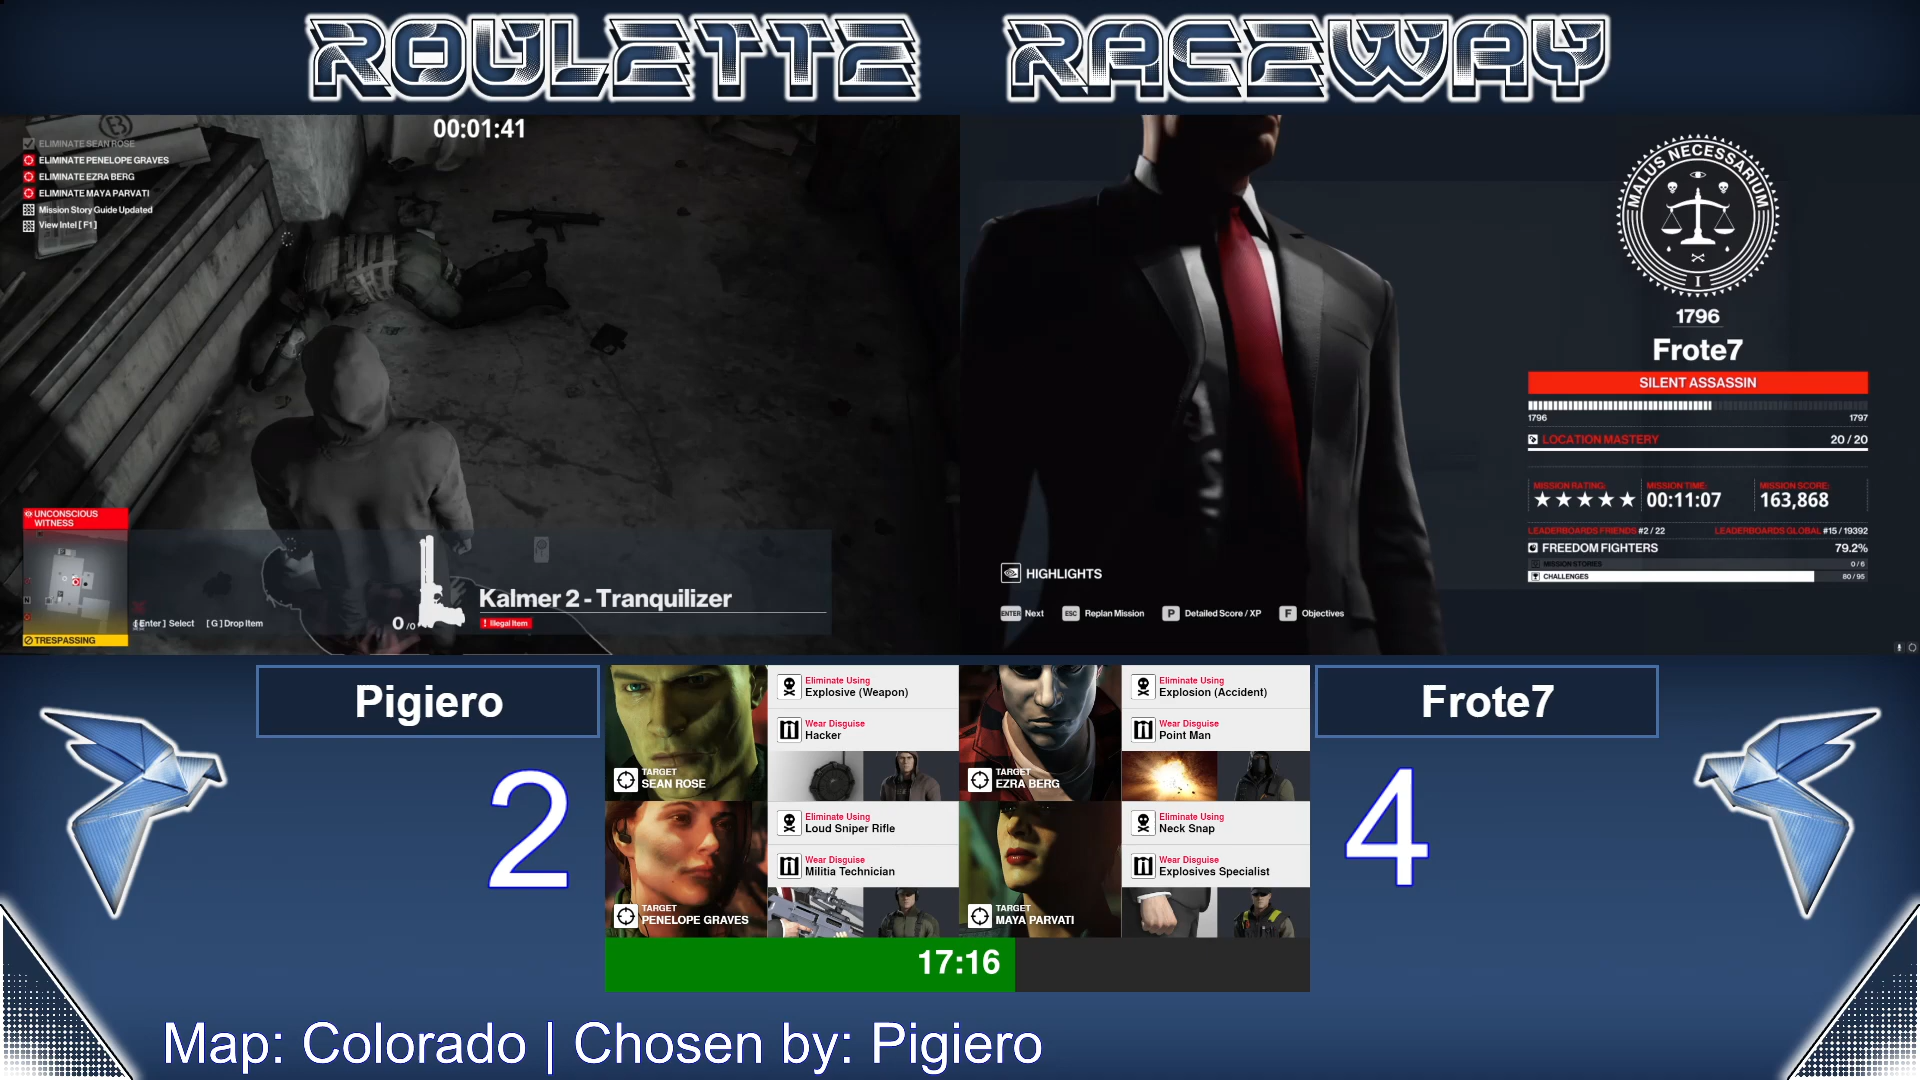 ROULETTE RACEWAY
00:01:41
ELIMINATE SEAN ROSE
ELIMINATE PENELOPE GRAVES
ELIMINATE EZRA BERG
ELIMINATE MAYA PARVATI
Mission Story Guide Updated
View Intel [ F1 ]
UNCONSCIOUS
WITNESS
TRESPASSING
[ Enter ] Select [ G ] Drop Item
0 /0
Kalmer 2 - Tranquilizer
! Illegal Item
MALUS NECESSARIUM
I
1796
Frote7
SILENT ASSASSIN
1796 1797
LOCATION MASTERY 20 / 20
MISSION RATING: MISSION TIME: MISSION SCORE:
★★★★★ 00:11:07 163,868
LEADERBOARDS FRIENDS #2 / 22 LEADERBOARDS GLOBAL #15 / 19392
FREEDOM FIGHTERS 79.2%
MISSION STORIES 0 / 6
CHALLENGES 80 / 95
HIGHLIGHTS
ENTER Next ESC Replan Mission P Detailed Score / XP F Objectives
Pigiero
2
TARGET
SEAN ROSE
Eliminate Using
Explosive (Weapon)
Wear Disguise
Hacker
TARGET
EZRA BERG
Eliminate Using
Explosion (Accident)
Wear Disguise
Point Man
TARGET
PENELOPE GRAVES
Eliminate Using
Loud Sniper Rifle
Wear Disguise
Militia Technician
TARGET
MAYA PARVATI
Eliminate Using
Neck Snap
Wear Disguise
Explosives Specialist
17:16
Frote7
4
Map: Colorado | Chosen by: Pigiero